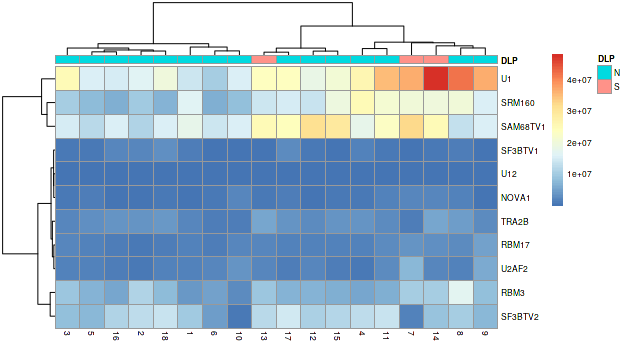 DLP
U1
SRM160
SAM68TV1
SF3BTV1
U12
NOVA1
TRA2B
RBM17
U2AF2
RBM3
SF3BTV2
3 5 16 2 18 1 6 10 13 17 12 15 4 11 7 14 8 9
4e+07
3e+07
2e+07
1e+07
DLP
N
S